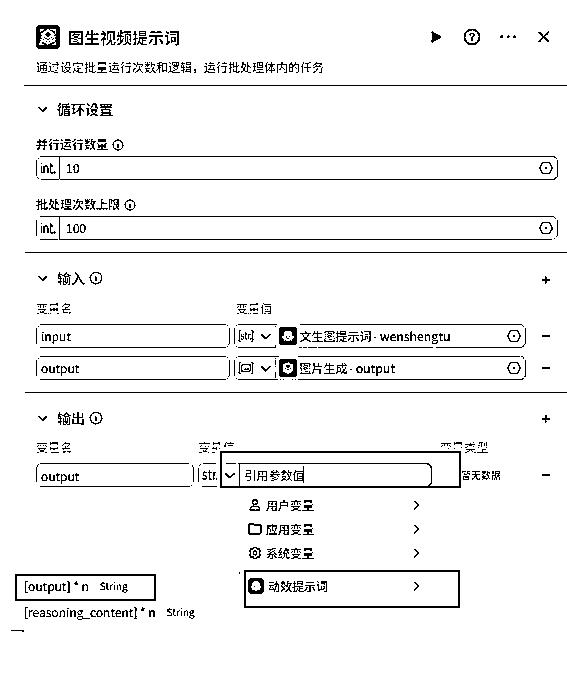 图生视频提示词
通过设定批量运行次数和逻辑，运行批处理体内的任务
循环设置
并行运行数量
int. 10
批处理次数上限
int. 100
输入
变量名 变量值
input [str] 文生图提示词 - wenshengtu
output 图片生成 - output
输出
变量名 变量值 变量类型
output str. 引用参数值 暂无数据
用户变量
应用变量
系统变量
动效提示词
[output] * n String
[reasoning_content] * n String